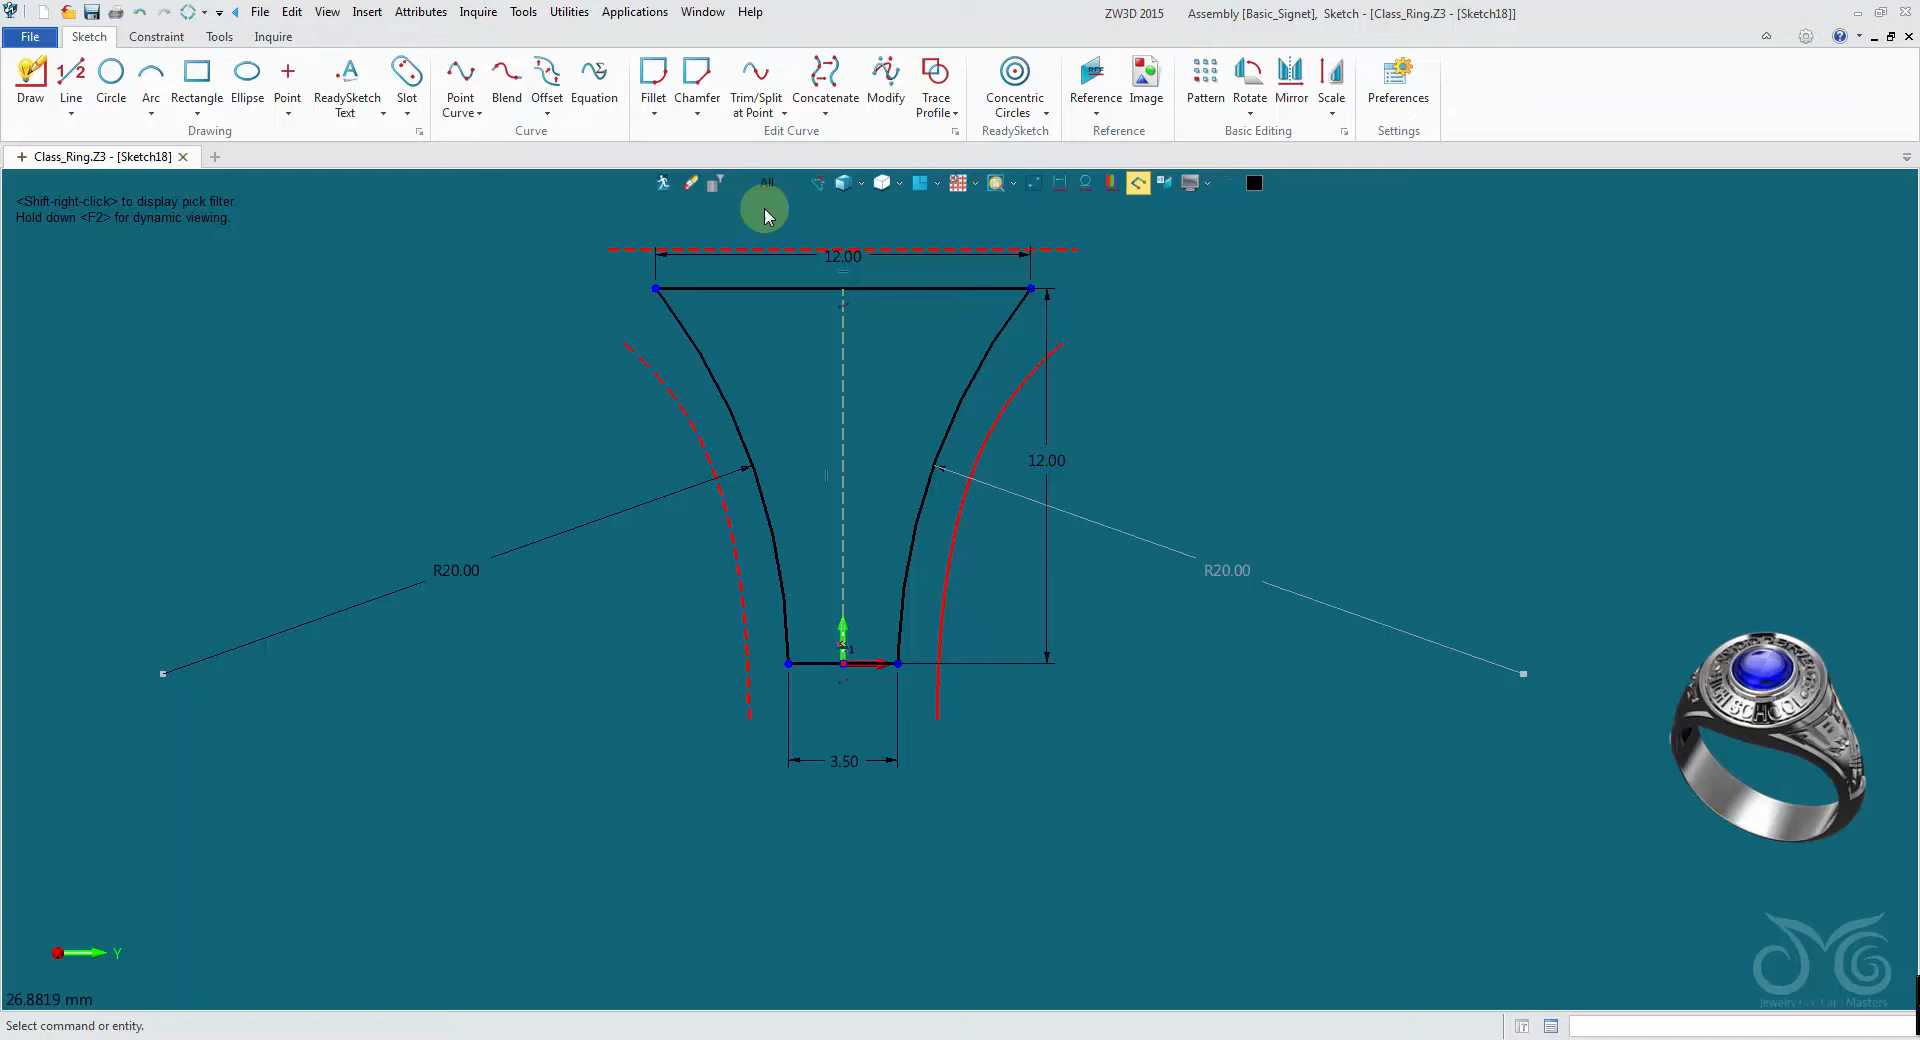 File Edit View Insert Attributes Inquire Tools Utilities Applications Window Help
ZW3D 2015 Assembly [Basic_Signet], Sketch - [Class_Ring.Z3 - [Sketch18]]
File Sketch Constraint Tools Inquire
Draw Line Circle Arc Rectangle Ellipse Point ReadySketch Text Slot
Drawing
Point Curve Blend Offset Equation
Curve
Fillet Chamfer Trim/Split at Point Concatenate Modify Trace Profile
Edit Curve
Concentric Circles
ReadySketch
Reference Image
Reference
Pattern Rotate Mirror Scale
Basic Editing
Preferences
Settings
Class_Ring.Z3 - [Sketch18]
<Shift-right-click> to display pick filter.
Hold down <F2> for dynamic viewing.
All
12.00
12.00
R20.00
R20.00
3.50
HIGH SCHOOL
Y
26.8819 mm
Masters
Select command or entity.